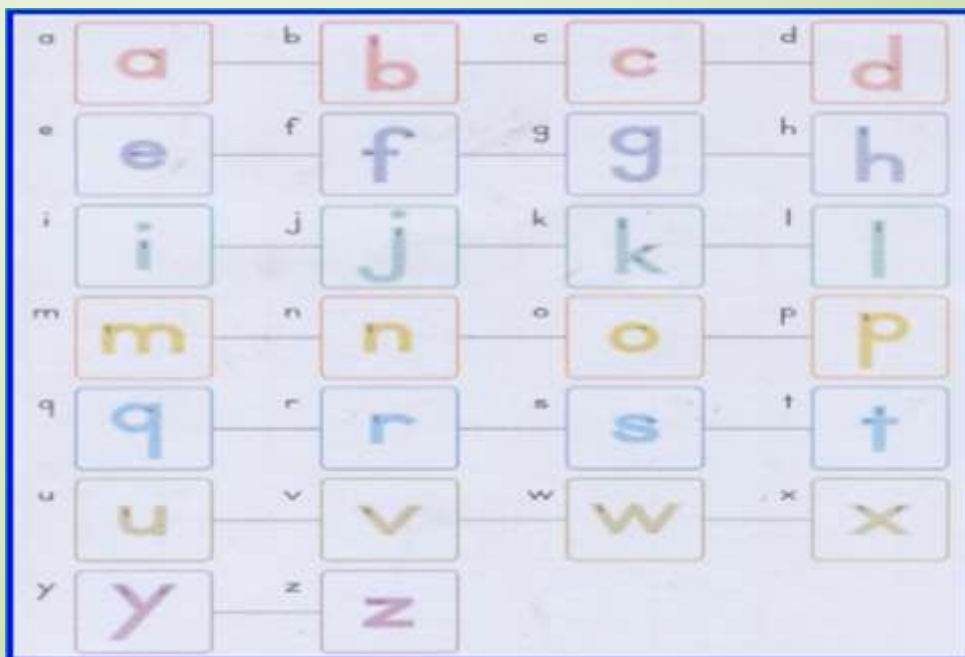 a a b b c c d d
e e f f g g h h
i i j j k k l l
m m n n o o p p
q q r r s s t t
u u v v w w x x
y y z z